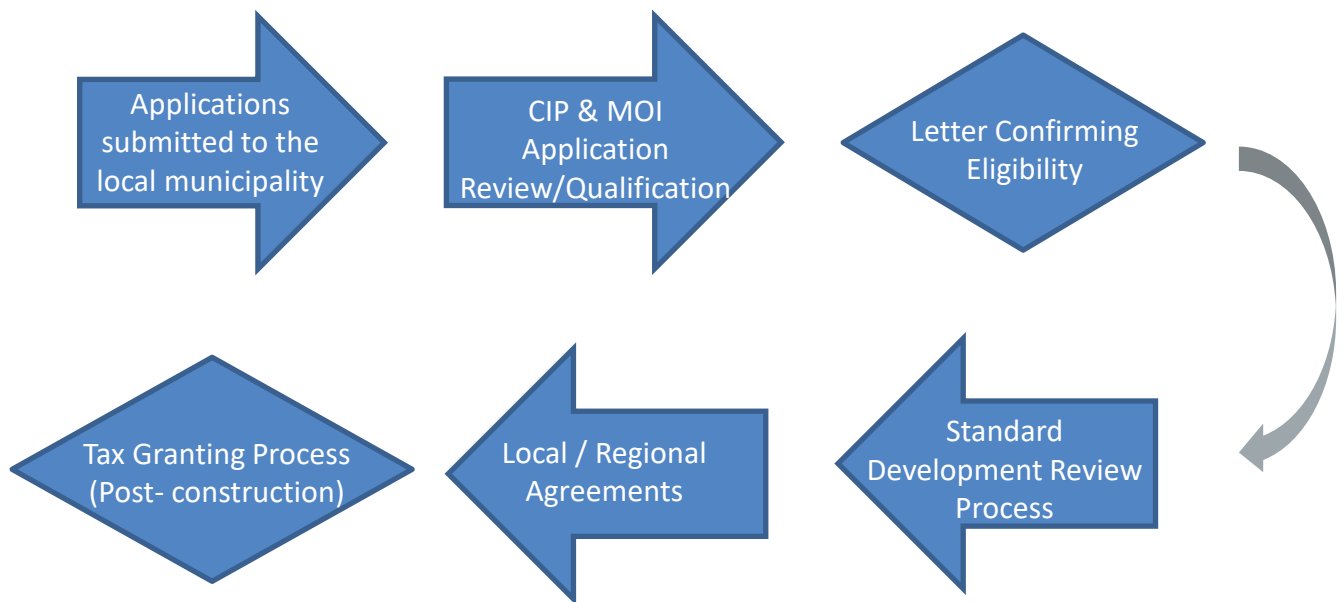 Applications
submitted to the
local municipality
CIP & MOI
Application
Review/Qualification
Letter Confirming
Eligibility
Standard
Development Review
Process
Local / Regional
Agreements
Tax Granting Process
(Post- construction)